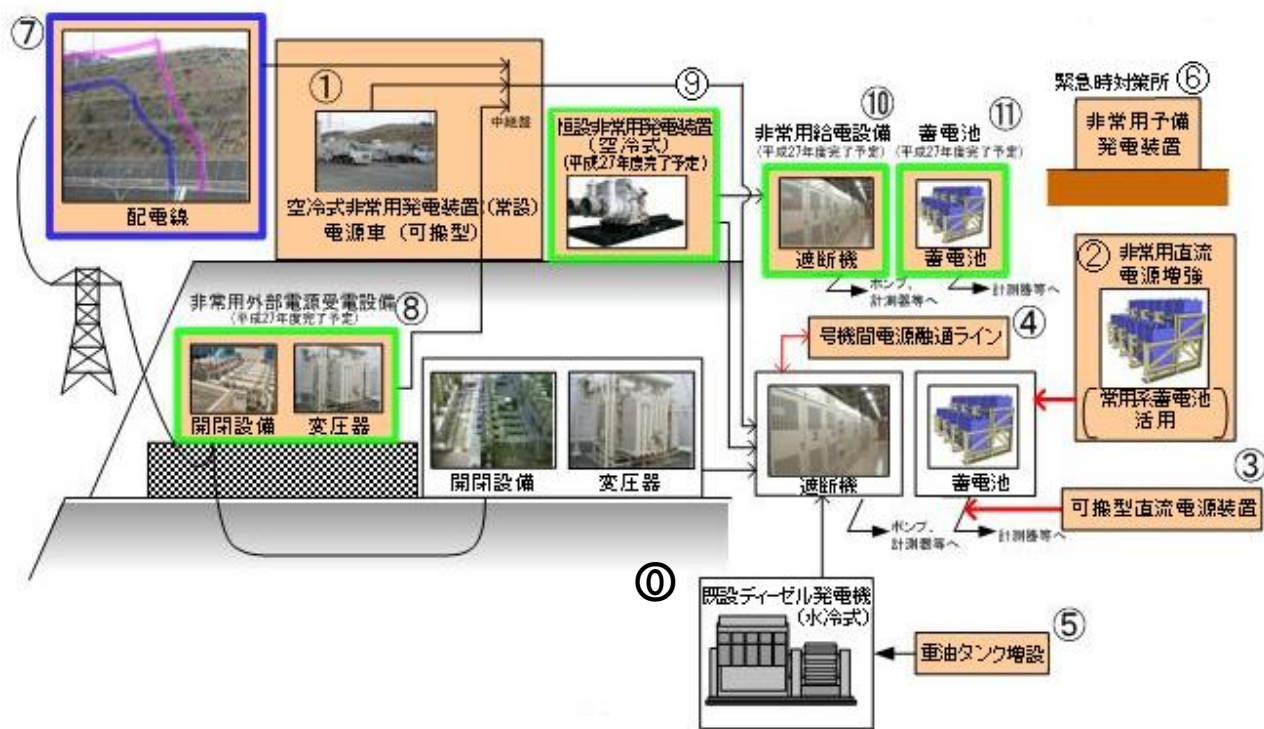 ⑦
配電線
①
中継盤
空冷式非常用発電装置(常設)
電源車(可搬型)
⑨
恒設非常用発電装置
(空冷式)
(平成27年度完了予定)
⑩
非常用給電設備
(平成27年度完了予定)
遮断機
ポンプ、
計測器等へ
⑪
蓄電池
(平成27年度完了予定)
蓄電池
計測器等へ
緊急時対策所 ⑥
非常用予備
発電装置
② 非常用直流
電源増強
(常用系蓄電池
活用)
非常用外部電源受電設備 ⑧
(平成27年度完了予定)
開閉設備
変圧器
開閉設備
変圧器
④
号機間電源融通ライン
遮断機
ポンプ、
計測器等へ
蓄電池
計測器等へ
③
可搬型直流電源装置
⓪
既設ディーゼル発電機
(水冷式)
⑤
重油タンク増設